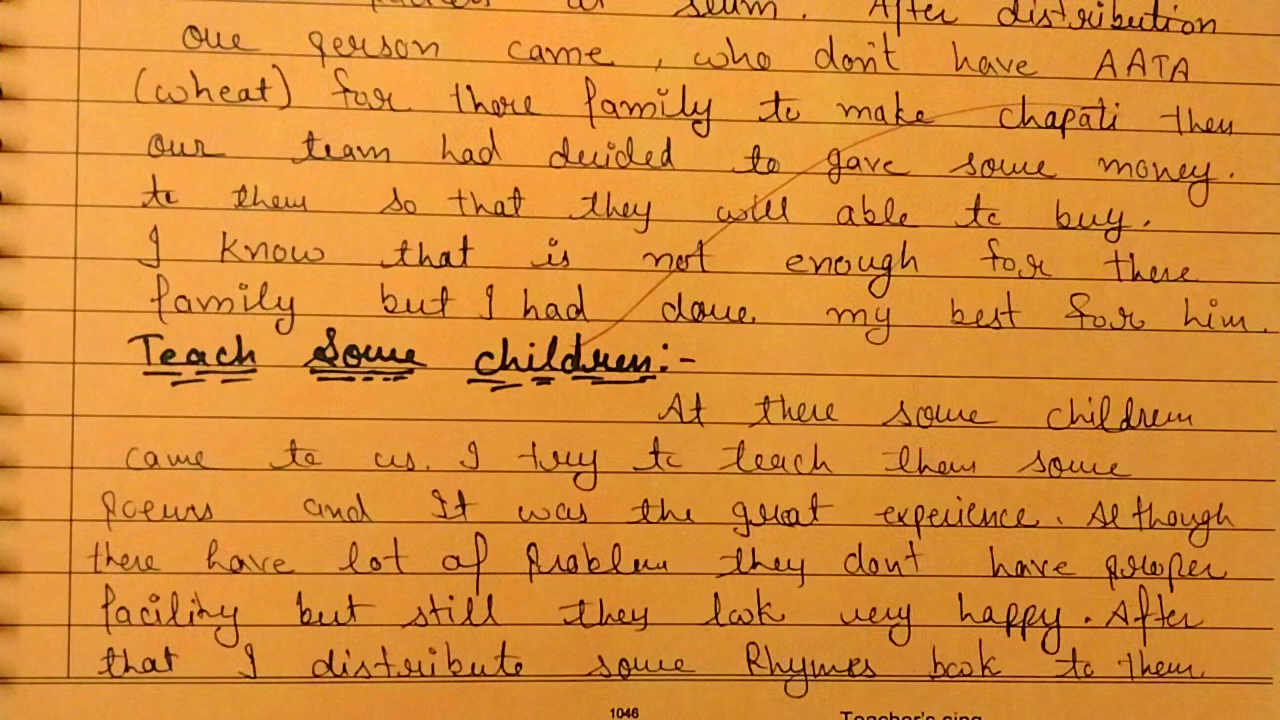 at slum. After distribution
one person came, who don't have AATA
(wheat) for there family to make chapati then
our team had decided to gave some money.
to them so that they will able to buy.
I know that is not enough for there
family but I had done my best for him.
Teach Some children:-
At there some children
came to us. I try to teach them some
poems and It was the great experience. Although
there have lot of problem they don't have proper
facility but still they look very happy. After
that I distribute some Rhymes book to them
1046
Teacher's sing